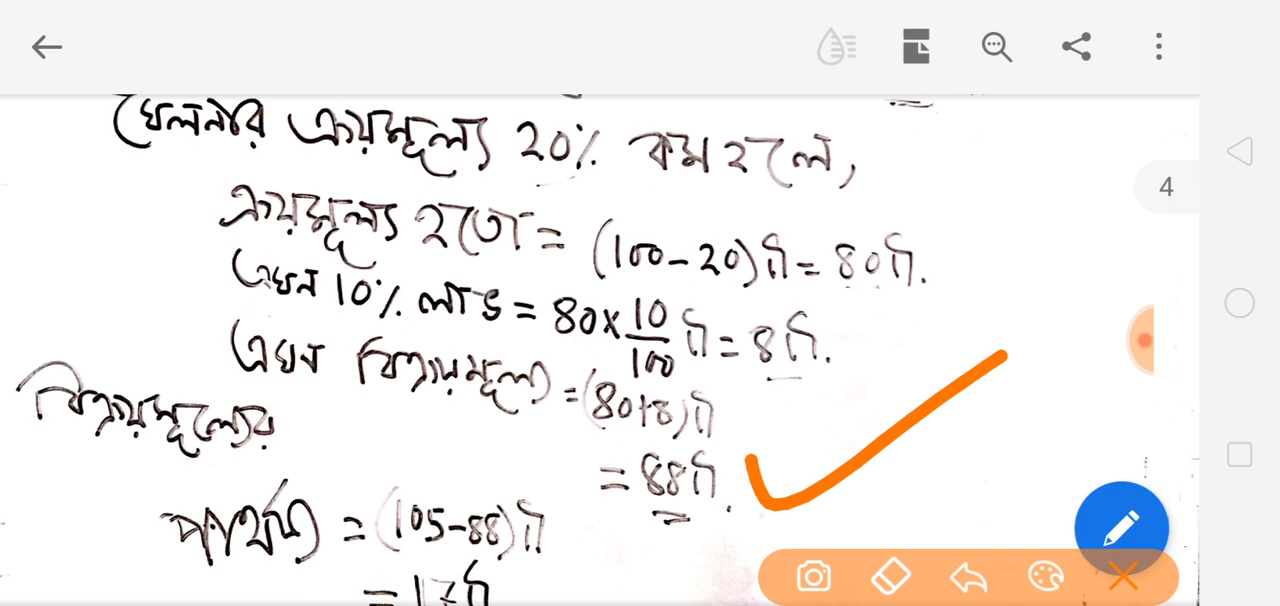 খেলনার ক্রয়মূল্য 20% কম হলে,
4
ক্রয়মূল্য হতো = (100-20)টা = 80টা.
এখন 10% লাভ = 80 × 10/100 টা = 8টা.
এখন বিক্রয়মূল্য = (80+8)টা
বিক্রয়মূল্যের
= 88টা.
পার্থক্য = (105-88)টা
= 17টা